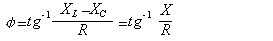 ϕ = tg⁻¹ (X_L − X_C)/R = tg⁻¹ X/R